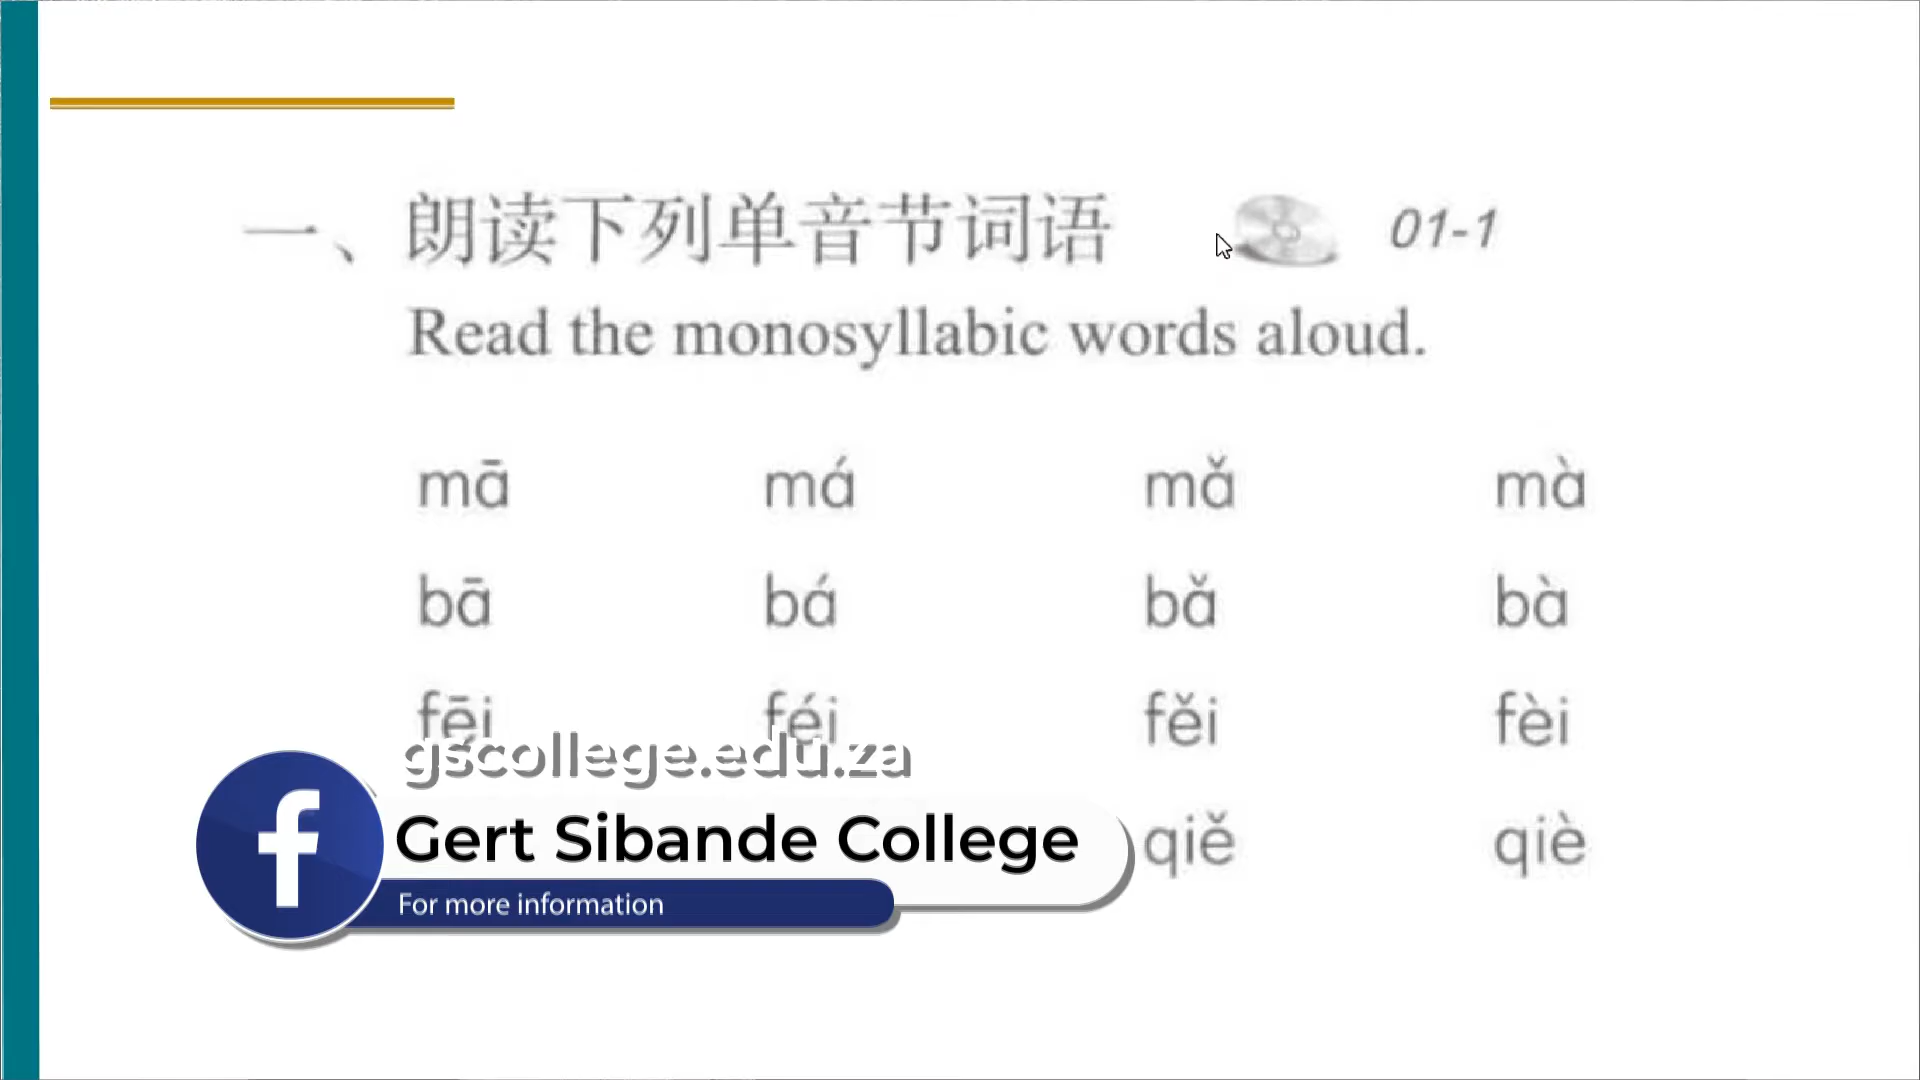 一、朗读下列单音节词语 01-1
Read the monosyllabic words aloud.
mā má mǎ mà
bā bá bǎ bà
fēi féi fěi fèi
gscollege.edu.za
Gert Sibande College qiě qiè
For more information